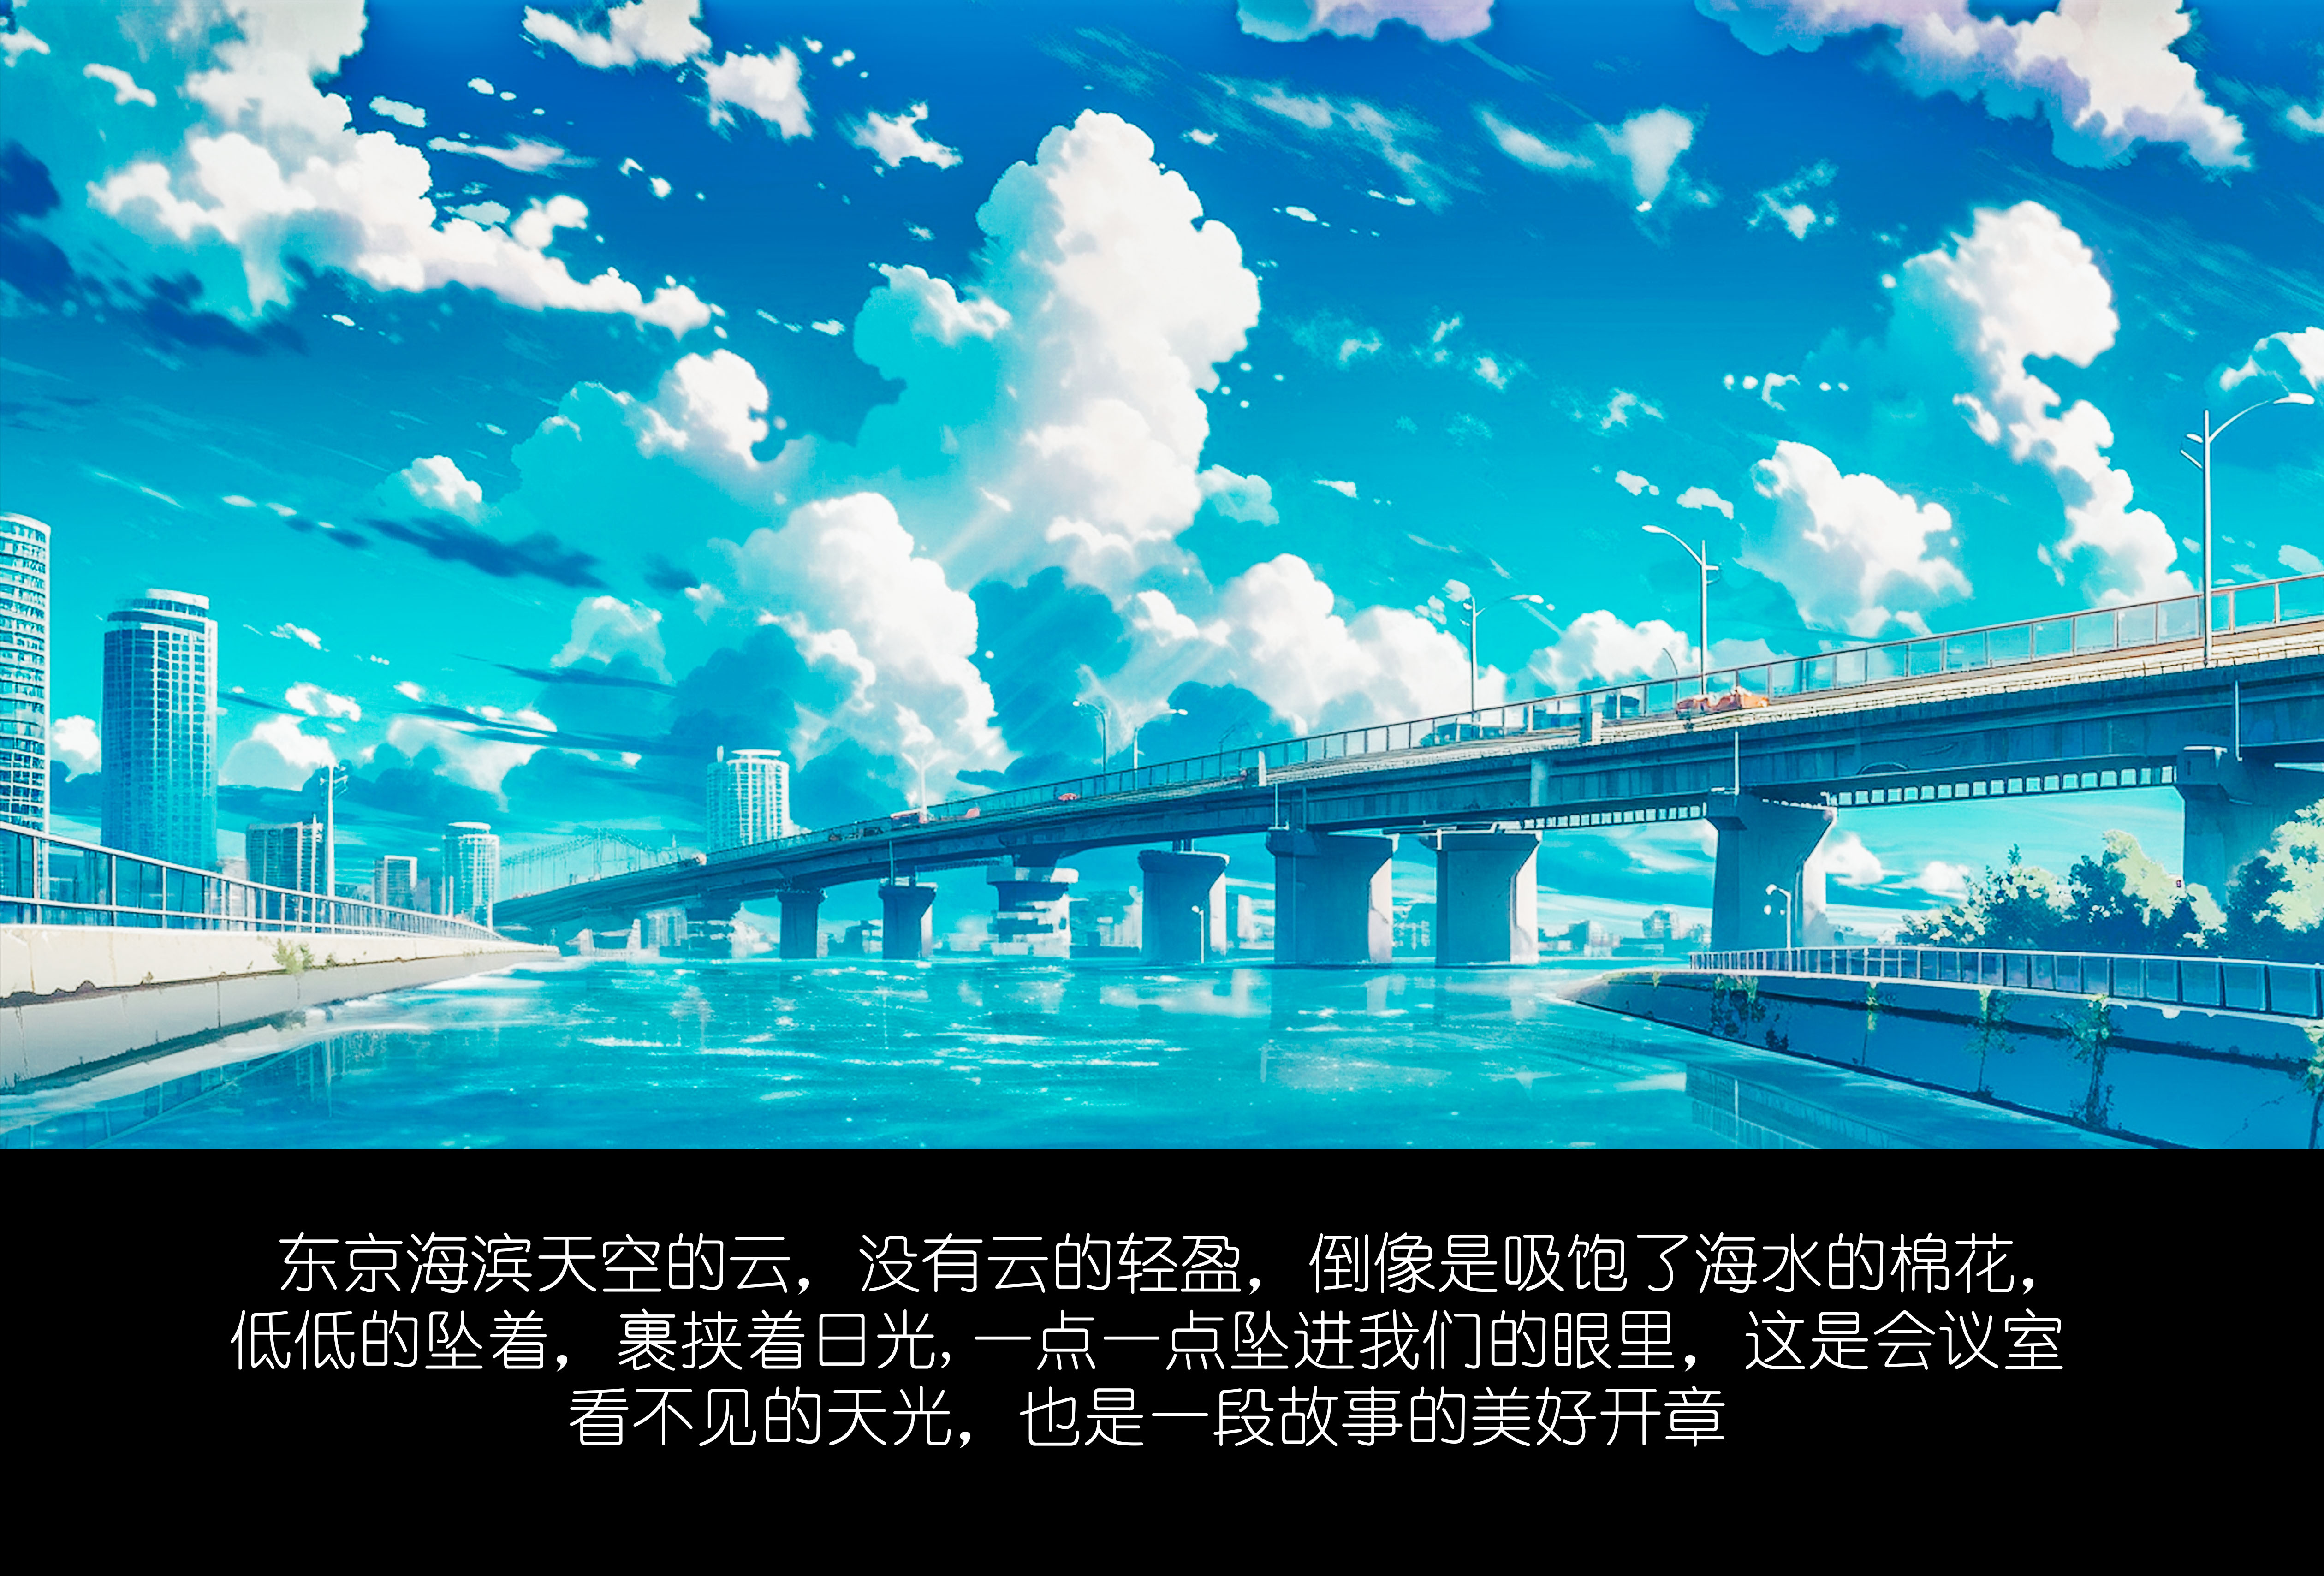 东京海滨天空的云，没有云的轻盈，倒像是吸饱了海水的棉花，
低低的坠着，裹挟着日光,一点一点坠进我们的眼里，这是会议室
看不见的天光，也是一段故事的美好开章